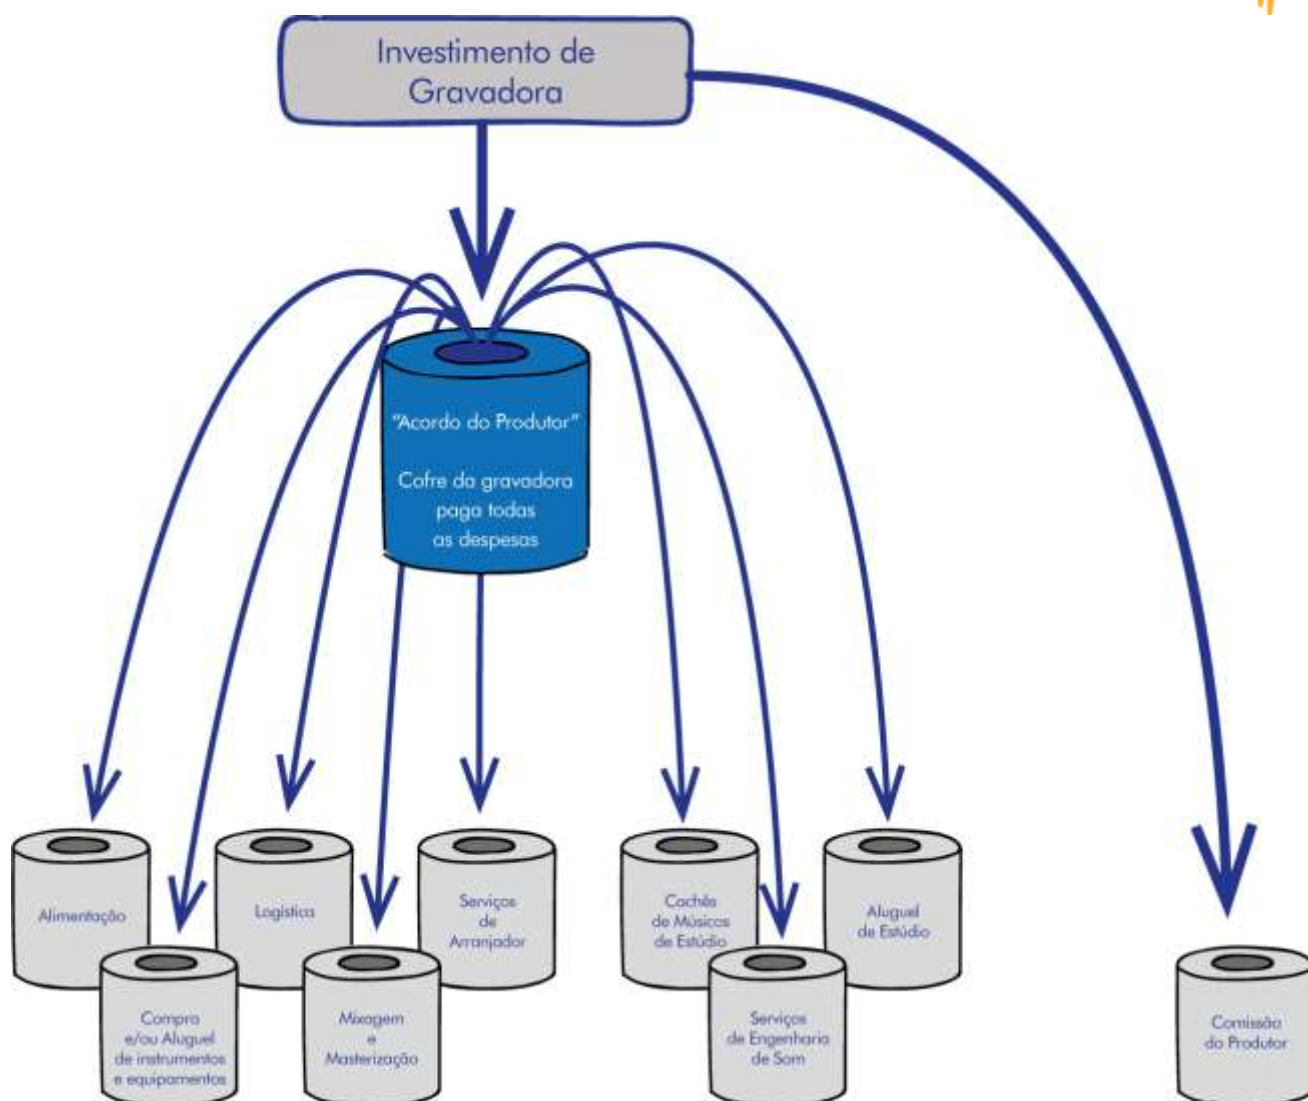 Investimento de
Gravadora
"Acordo do Produtor"
Cofre da gravadora
paga todas
as despesas
Alimentação
Logística
Serviços
de
Arranjador
Cachês
de Músicos
de Estúdio
Aluguel
de Estúdio
Compra
e/ou Aluguel
de instrumentos
e equipamentos
Mixagem
e
Masterização
Serviços
de Engenharia
de Som
Comissão
do Produtor